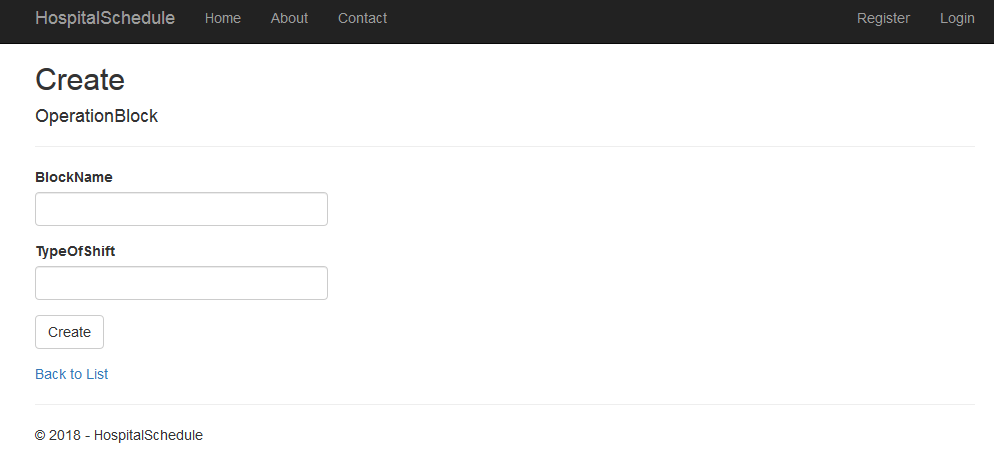 HospitalSchedule Home About Contact Register Login
Create
OperationBlock
BlockName
TypeOfShift
Create
Back to List
© 2018 - HospitalSchedule